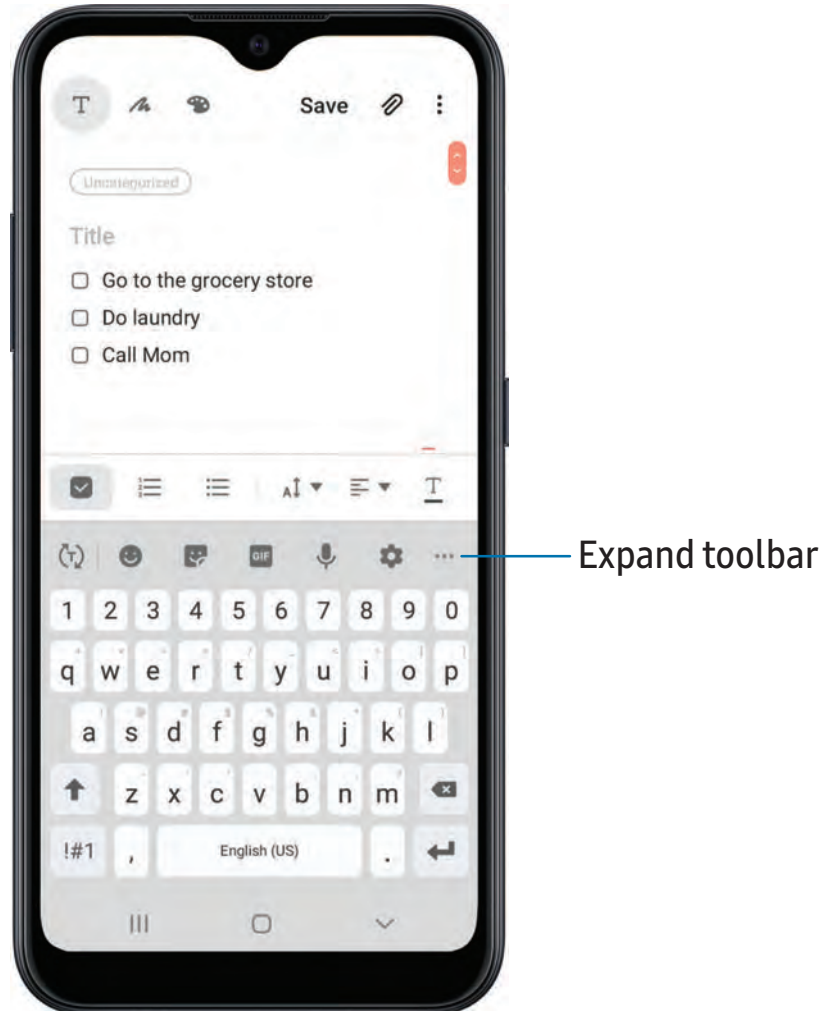 T Save
Uncategorized
Title
Go to the grocery store
Do laundry
Call Mom
A T
T GIF
Expand toolbar
1 2 3 4 5 6 7 8 9 0
q w e r t y u i o p
a s d f g h j k l
z x c v b n m
!#1 , English (US) .